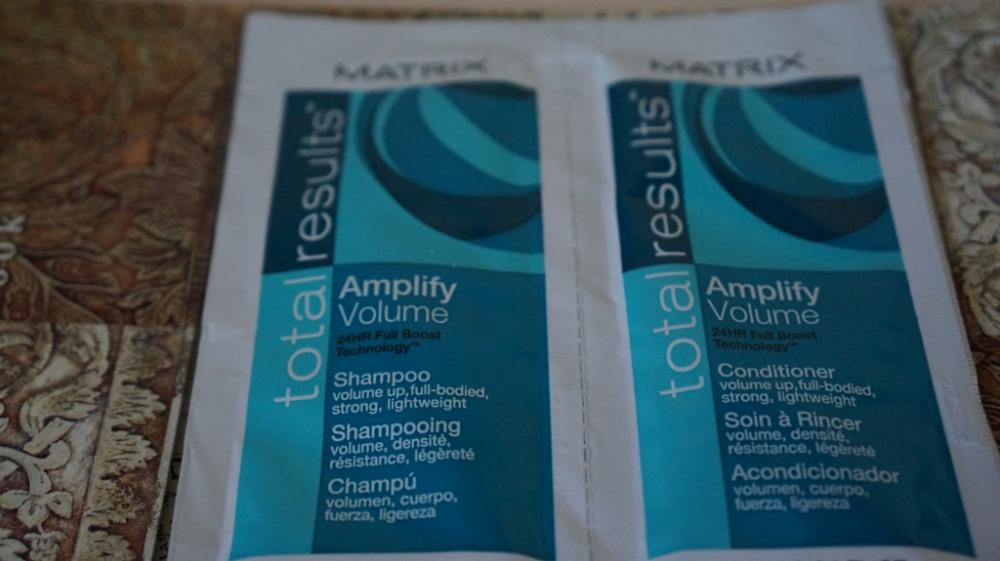 MATRIX
total results™
Amplify
Volume
24HR Full Boost
Technology™
Shampoo
volume up,full-bodied,
strong, lightweight
Shampooing
volume, densité,
résistance, légèreté
Champú
volumen, cuerpo,
fuerza, ligereza
MATRIX
total results™
Amplify
Volume
24HR Full Boost
Technology™
Conditioner
volume up,full-bodied,
strong, lightweight
Soin à Rincer
volume, densité,
résistance, légèreté
Acondicionador
volumen, cuerpo,
fuerza, ligereza